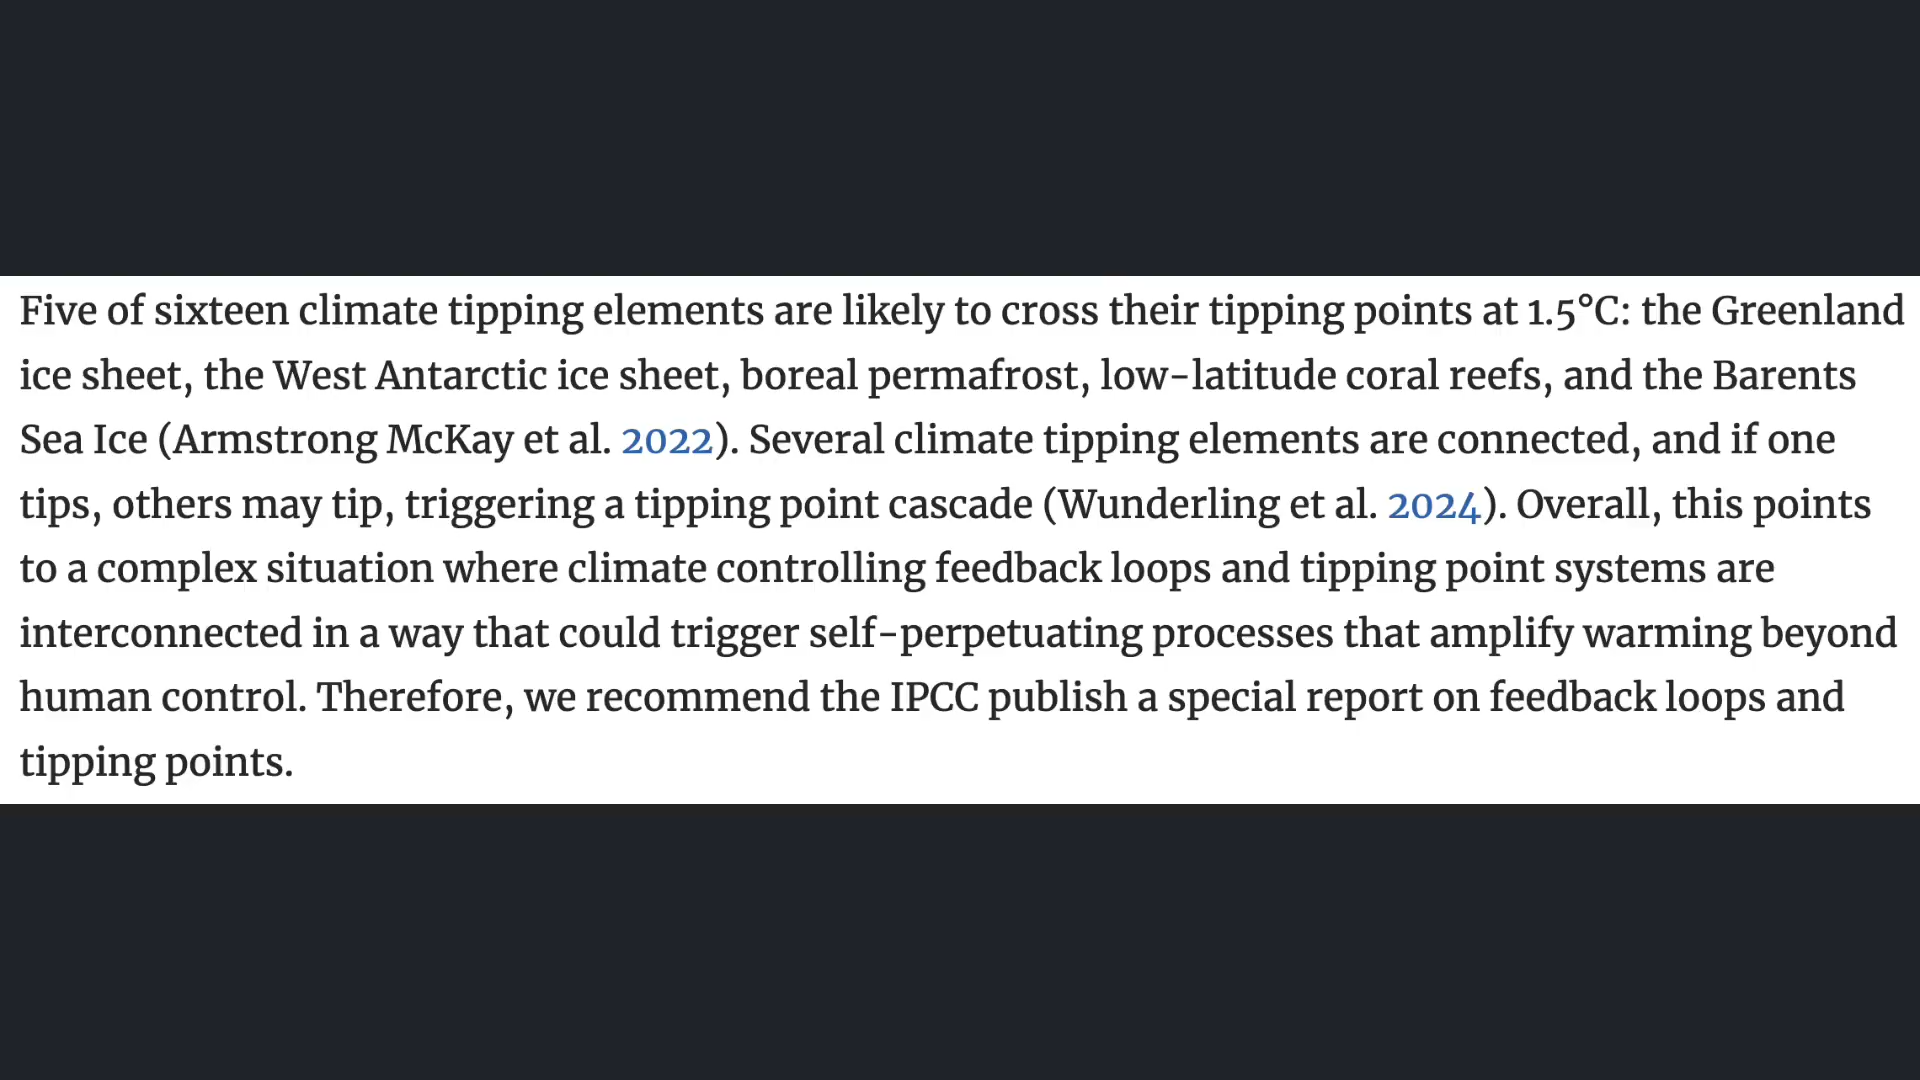 Five of sixteen climate tipping elements are likely to cross their tipping points at 1.5°C: the Greenland
ice sheet, the West Antarctic ice sheet, boreal permafrost, low-latitude coral reefs, and the Barents
Sea Ice (Armstrong McKay et al. 2022). Several climate tipping elements are connected, and if one
tips, others may tip, triggering a tipping point cascade (Wunderling et al. 2024). Overall, this points
to a complex situation where climate controlling feedback loops and tipping point systems are
interconnected in a way that could trigger self-perpetuating processes that amplify warming beyond
human control. Therefore, we recommend the IPCC publish a special report on feedback loops and
tipping points.